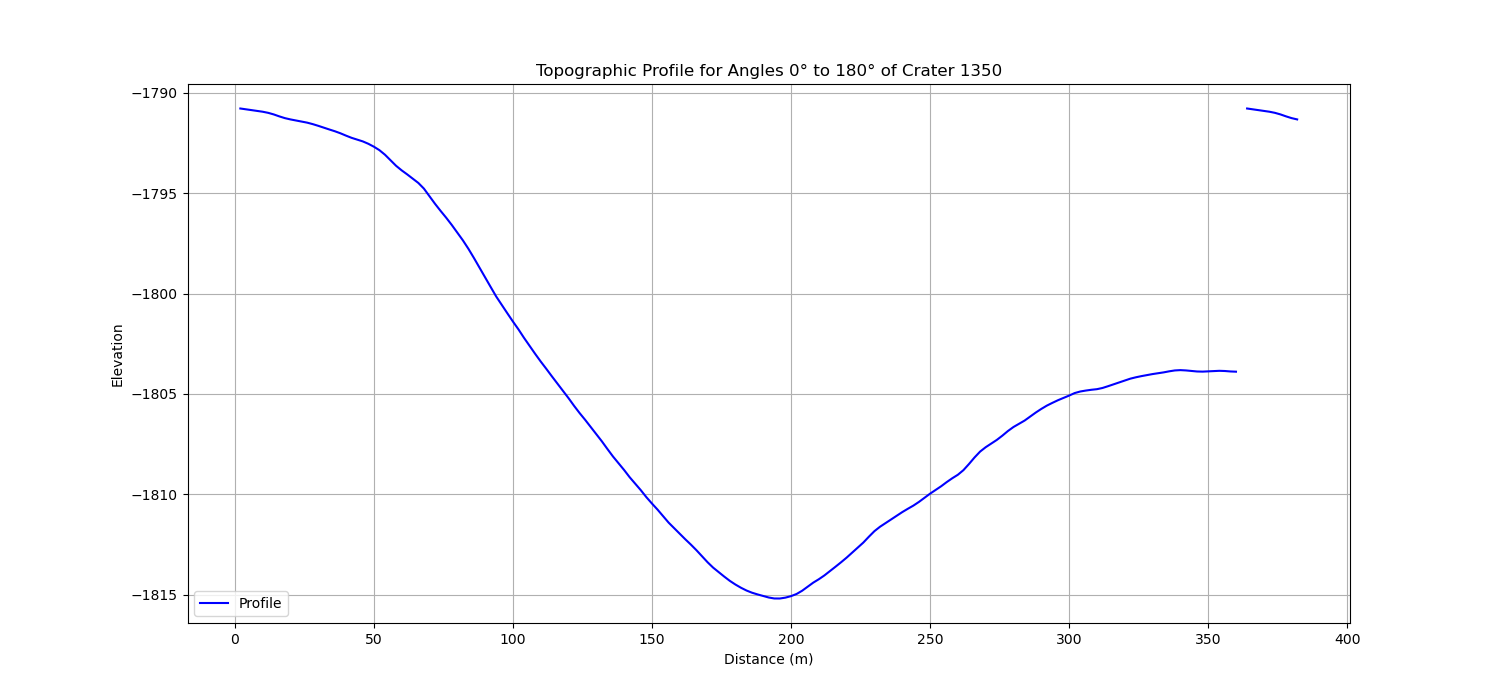 Topographic Profile for Angles 0° to 180° of Crater 1350
Elevation
−1790
−1795
−1800
−1805
−1810
−1815
Profile
0 50 100 150 200 250 300 350 400
Distance (m)